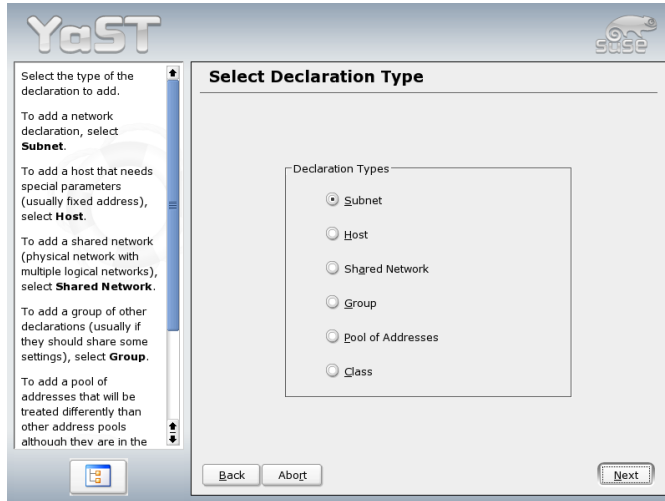 YaST
SUSE
Select the type of the
declaration to add.
To add a network
declaration, select
Subnet.
To add a host that needs
special parameters
(usually fixed address),
select Host.
To add a shared network
(physical network with
multiple logical networks),
select Shared Network.
To add a group of other
declarations (usually if
they should share some
settings), select Group.
To add a pool of
addresses that will be
treated differently than
other address pools
although they are in the
Select Declaration Type
Declaration Types
Subnet
Host
Shared Network
Group
Pool of Addresses
Class
Back
Abort
Next